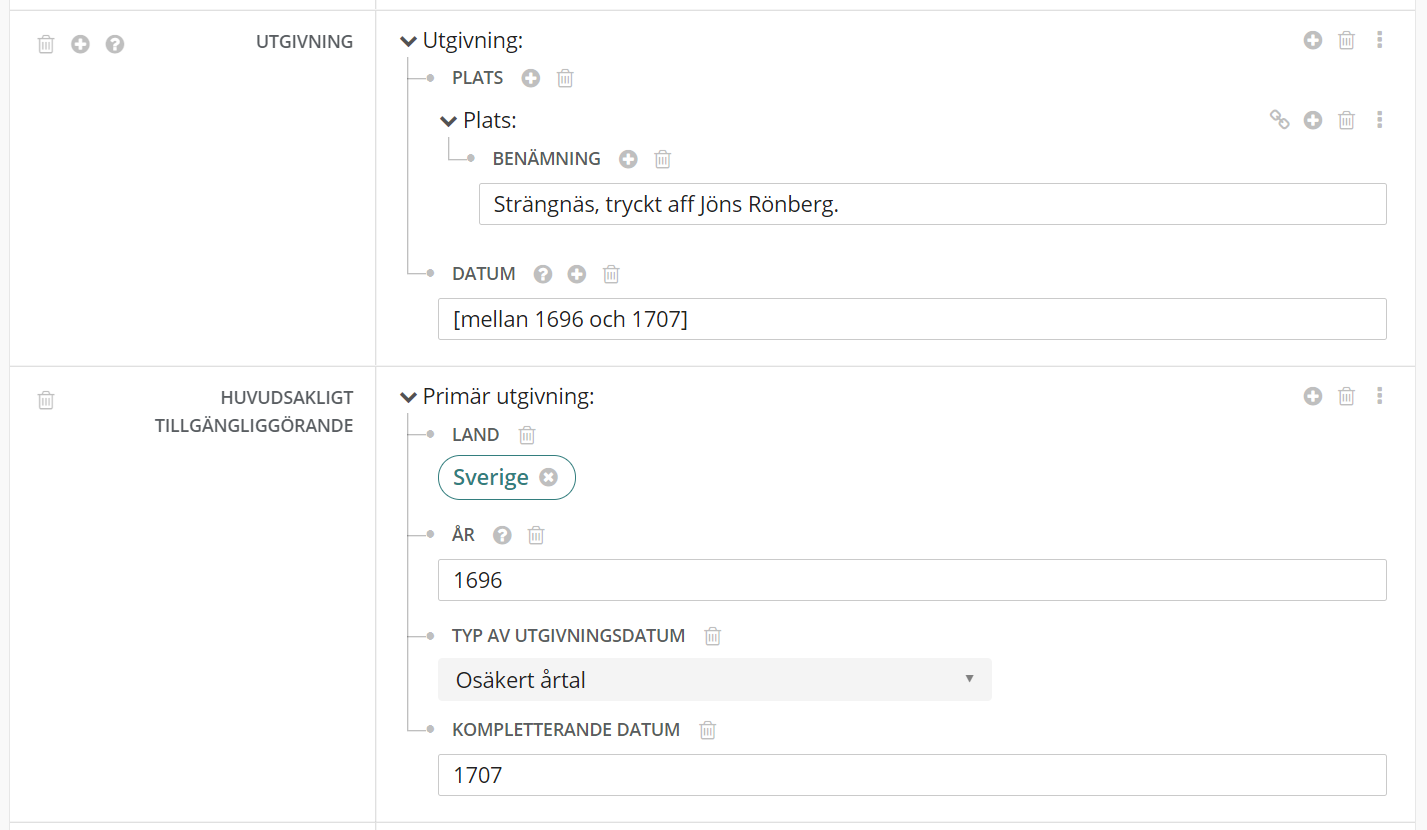 UTGIVNING
Utgivning:
PLATS
Plats:
BENÄMNING
Strängnäs, tryckt aff Jöns Rönberg.
DATUM
[mellan 1696 och 1707]
HUVUDSAKLIGT
TILLGÄNGLIGGÖRANDE
Primär utgivning:
LAND
Sverige
ÅR
1696
TYP AV UTGIVNINGSDATUM
Osäkert årtal
KOMPLETTERANDE DATUM
1707